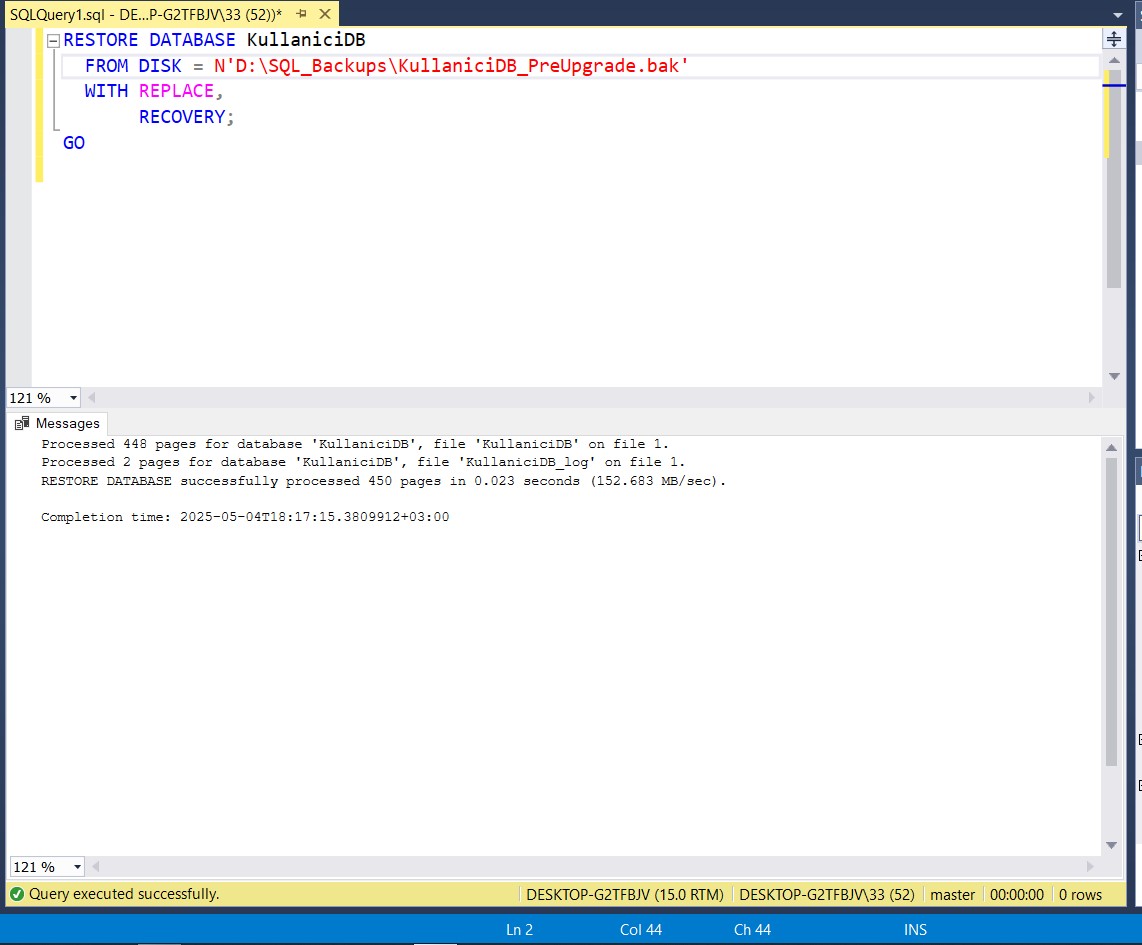 SQLQuery1.sql - DE...P-G2TFBJV\33 (52))*
RESTORE DATABASE KullaniciDB
FROM DISK = N'D:\SQL_Backups\KullaniciDB_PreUpgrade.bak'
WITH REPLACE,
RECOVERY;
GO
121 %
Messages
Processed 448 pages for database 'KullaniciDB', file 'KullaniciDB' on file 1.
Processed 2 pages for database 'KullaniciDB', file 'KullaniciDB_log' on file 1.
RESTORE DATABASE successfully processed 450 pages in 0.023 seconds (152.683 MB/sec).
Completion time: 2025-05-04T18:17:15.3809912+03:00
121 %
Query executed successfully. DESKTOP-G2TFBJV (15.0 RTM) DESKTOP-G2TFBJV\33 (52) master 00:00:00 0 rows
Ln 2 Col 44 Ch 44 INS